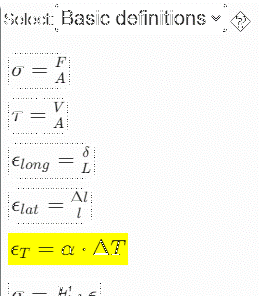 Select: Basic definitions
σ = F/A
τ = V/A
ϵ_long = δ/L
ϵ_lat = Δl/l
ϵ_T = α · ΔT